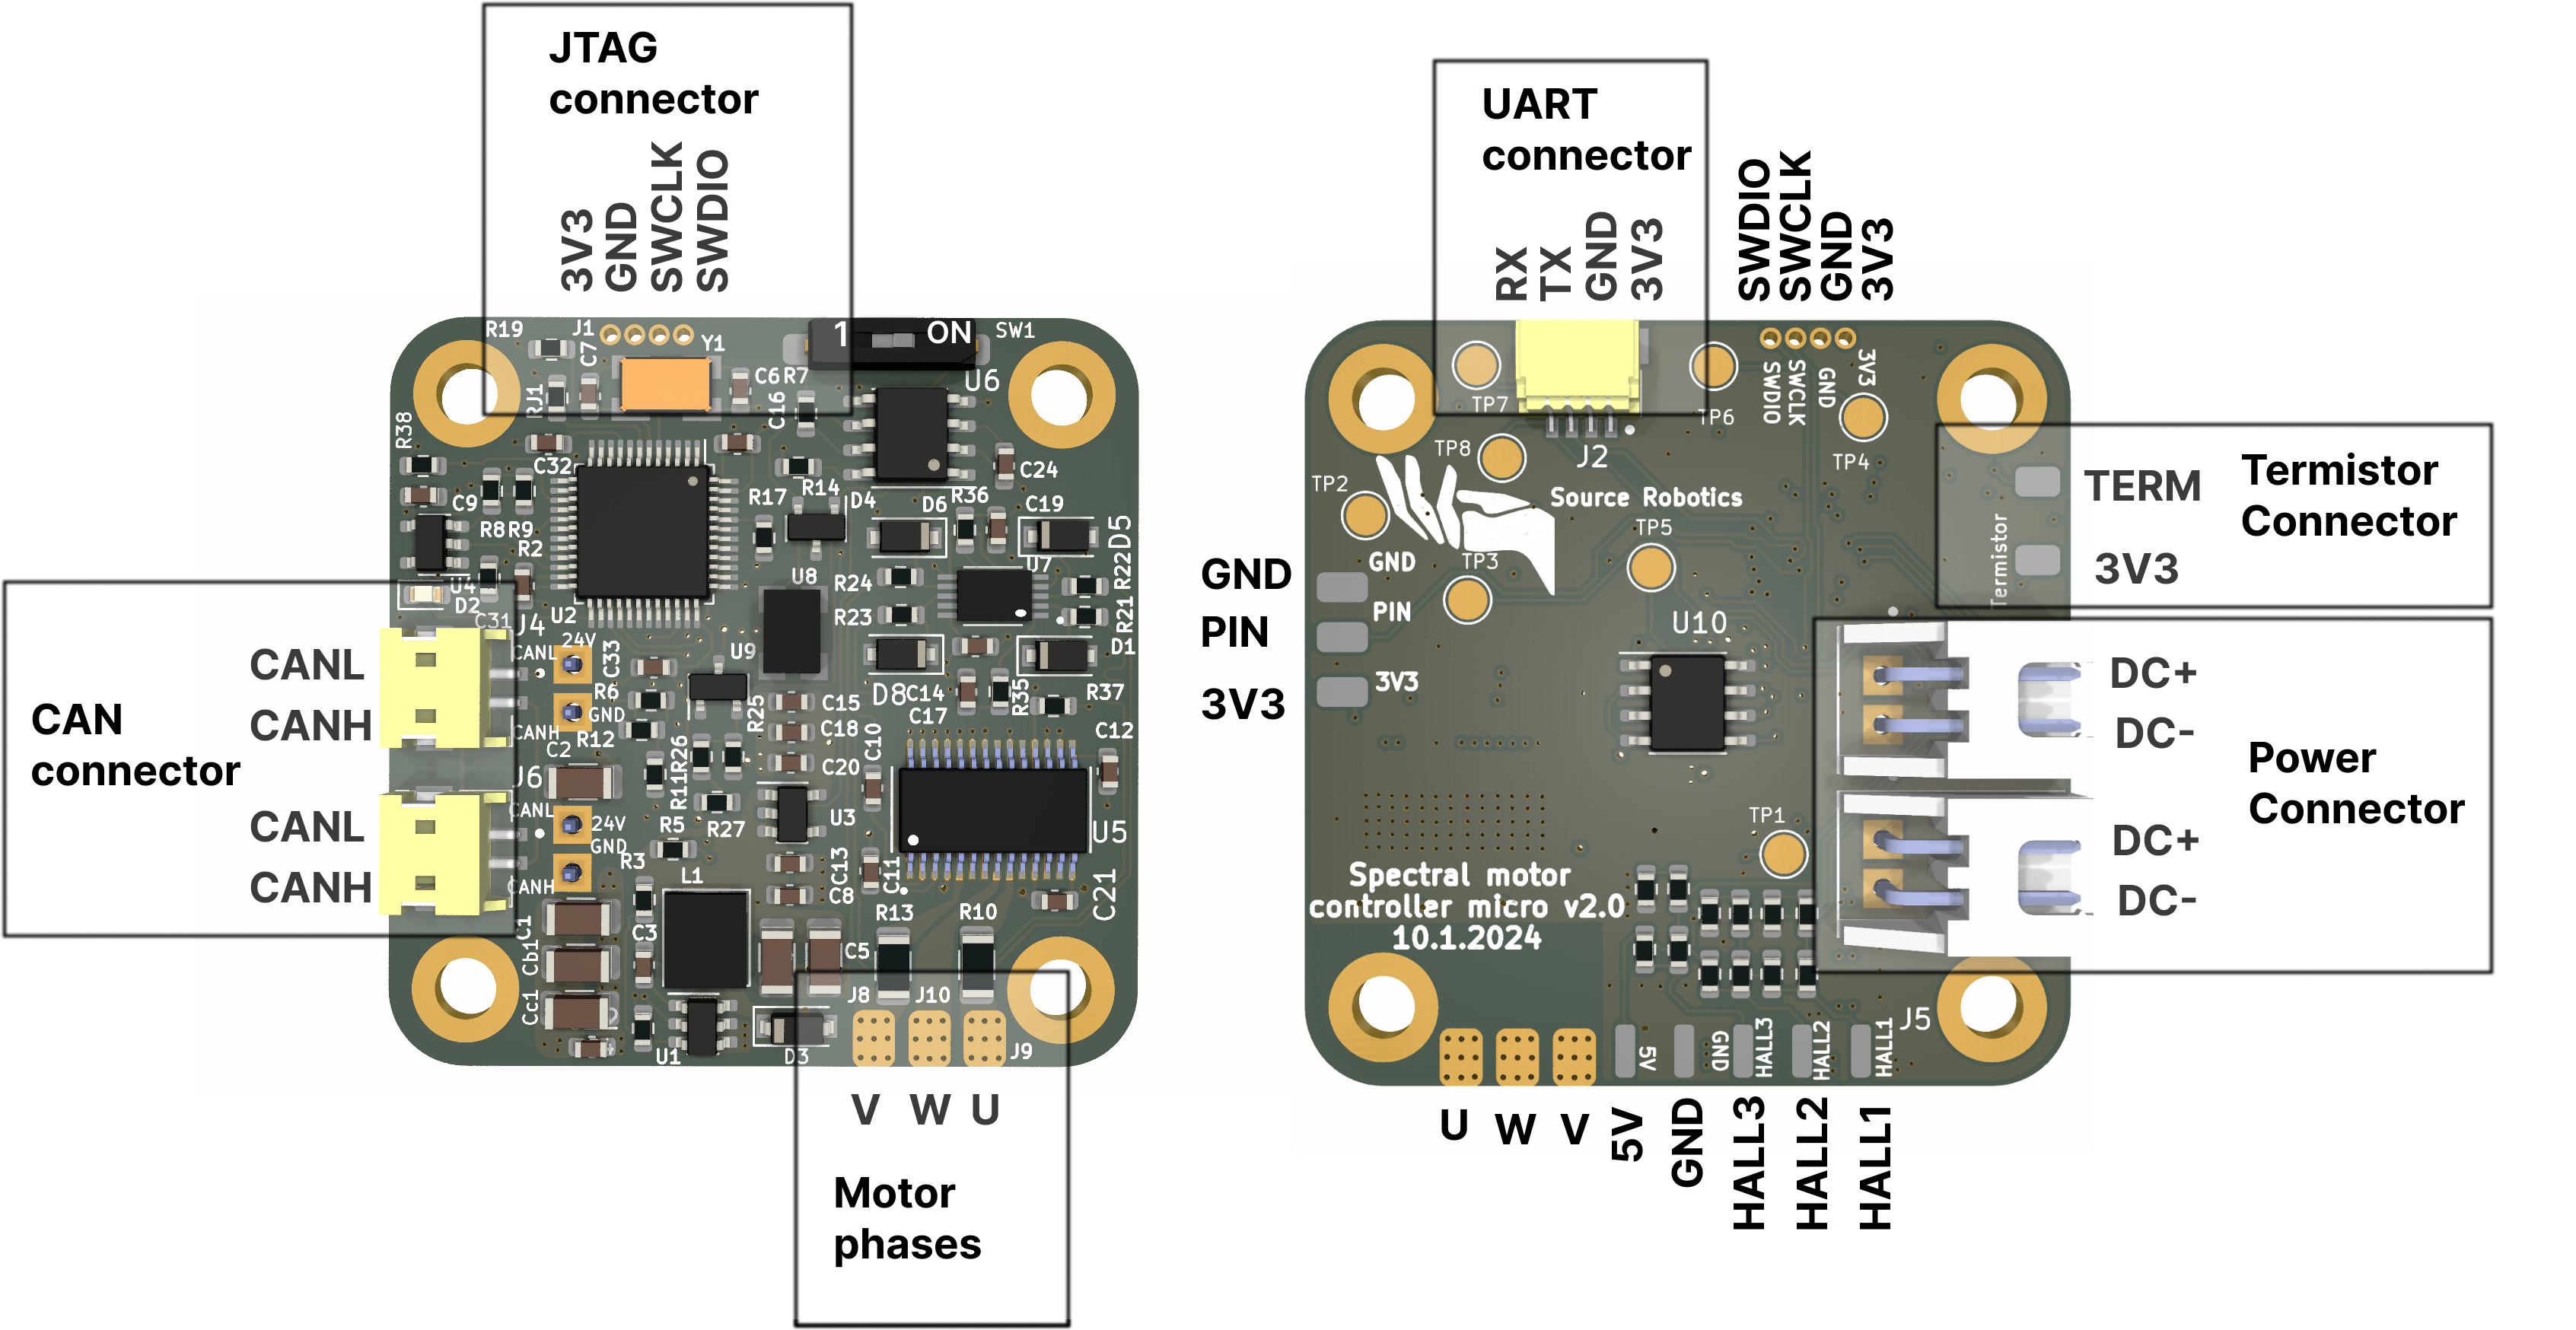 JTAG
connector
3V3
GND
SWCLK
SWDIO
R19
J1
C7
Y1
RJ1
C6 R7
C16
1 ON
SW1
U6
R38
C32
C9
R8 R9
R2
R17
R14
D4
D6
R36
C24
C19
D5
U7
R22
R21
R24
R23
U8
U4
D2
C31
J4
U2
24V
CANL
C33
R6
GND
CANH
R12
C2
U9
R25
D8 C14
R35
D1
R37
C15
C17
C18
C20
C10
C12
R26
R11
J6
CANL
24V
GND
CANH
R3
R5
R27
U3
U5
C13
C11
C8
C21
L1
C1
Cb1
Cc1
C3
C5
R13
R10
U1
D3
J8
J10
J9
CAN
connector
CANL
CANH
CANL
CANH
V W U
Motor
phases
UART
connector
RX
TX
GND
3V3
SWDIO
SWCLK
GND
3V3
TP7
TP6
SWDIO
SWCLK
GND
3V3
TP4
TP8
J2
TP2
Source Robotics
TP5
TP3
GND
PIN
3V3
GND
PIN
3V3
U10
Termistor
TERM
3V3
Termistor
Connector
DC+
DC-
DC+
DC-
Power
Connector
TP1
Spectral motor
controller micro v2.0
10.1.2024
J5
5V
GND
HALL3
HALL2
HALL1
U W V
5V
GND
HALL3
HALL2
HALL1